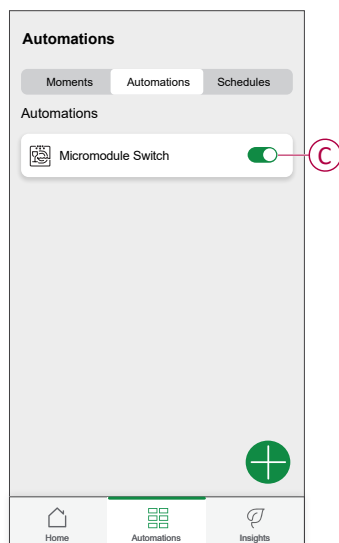 Automations
Moments Automations Schedules
Automations
Micromodule Switch
C
Home Automations Insights